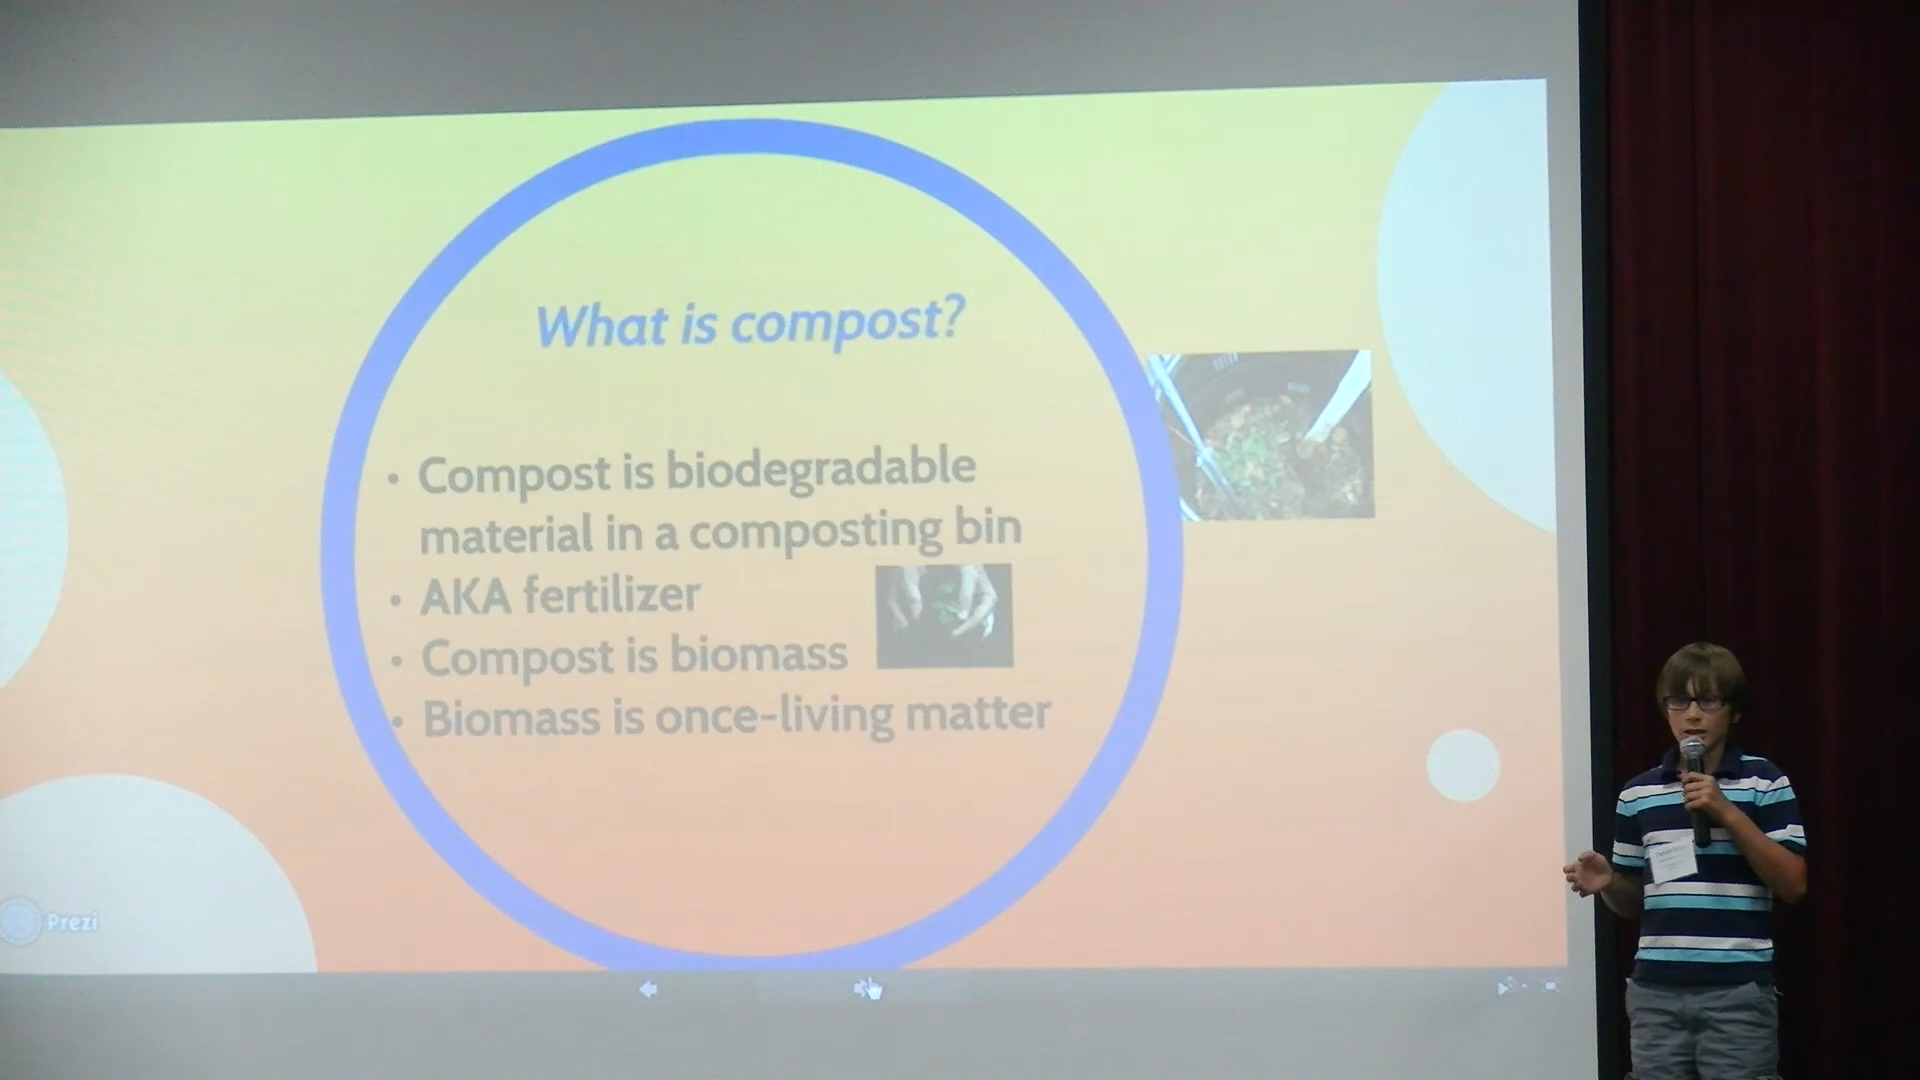 What is compost?
• Compost is biodegradable
material in a composting bin
• AKA fertilizer
• Compost is biomass
• Biomass is once-living matter
Prezi